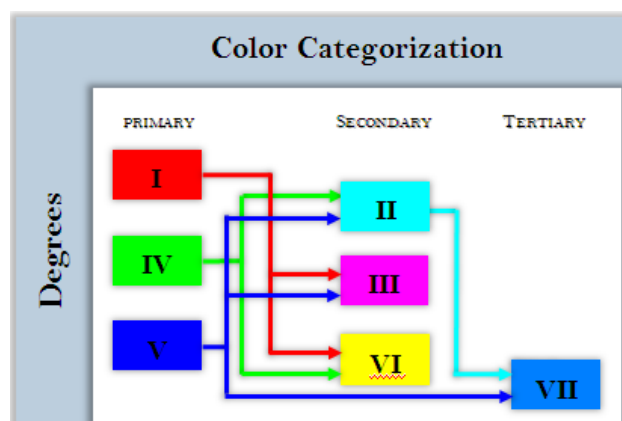 Color Categorization
PRIMARY SECONDARY TERTIARY
Degrees
I
II
IV
III
V
VI
VII